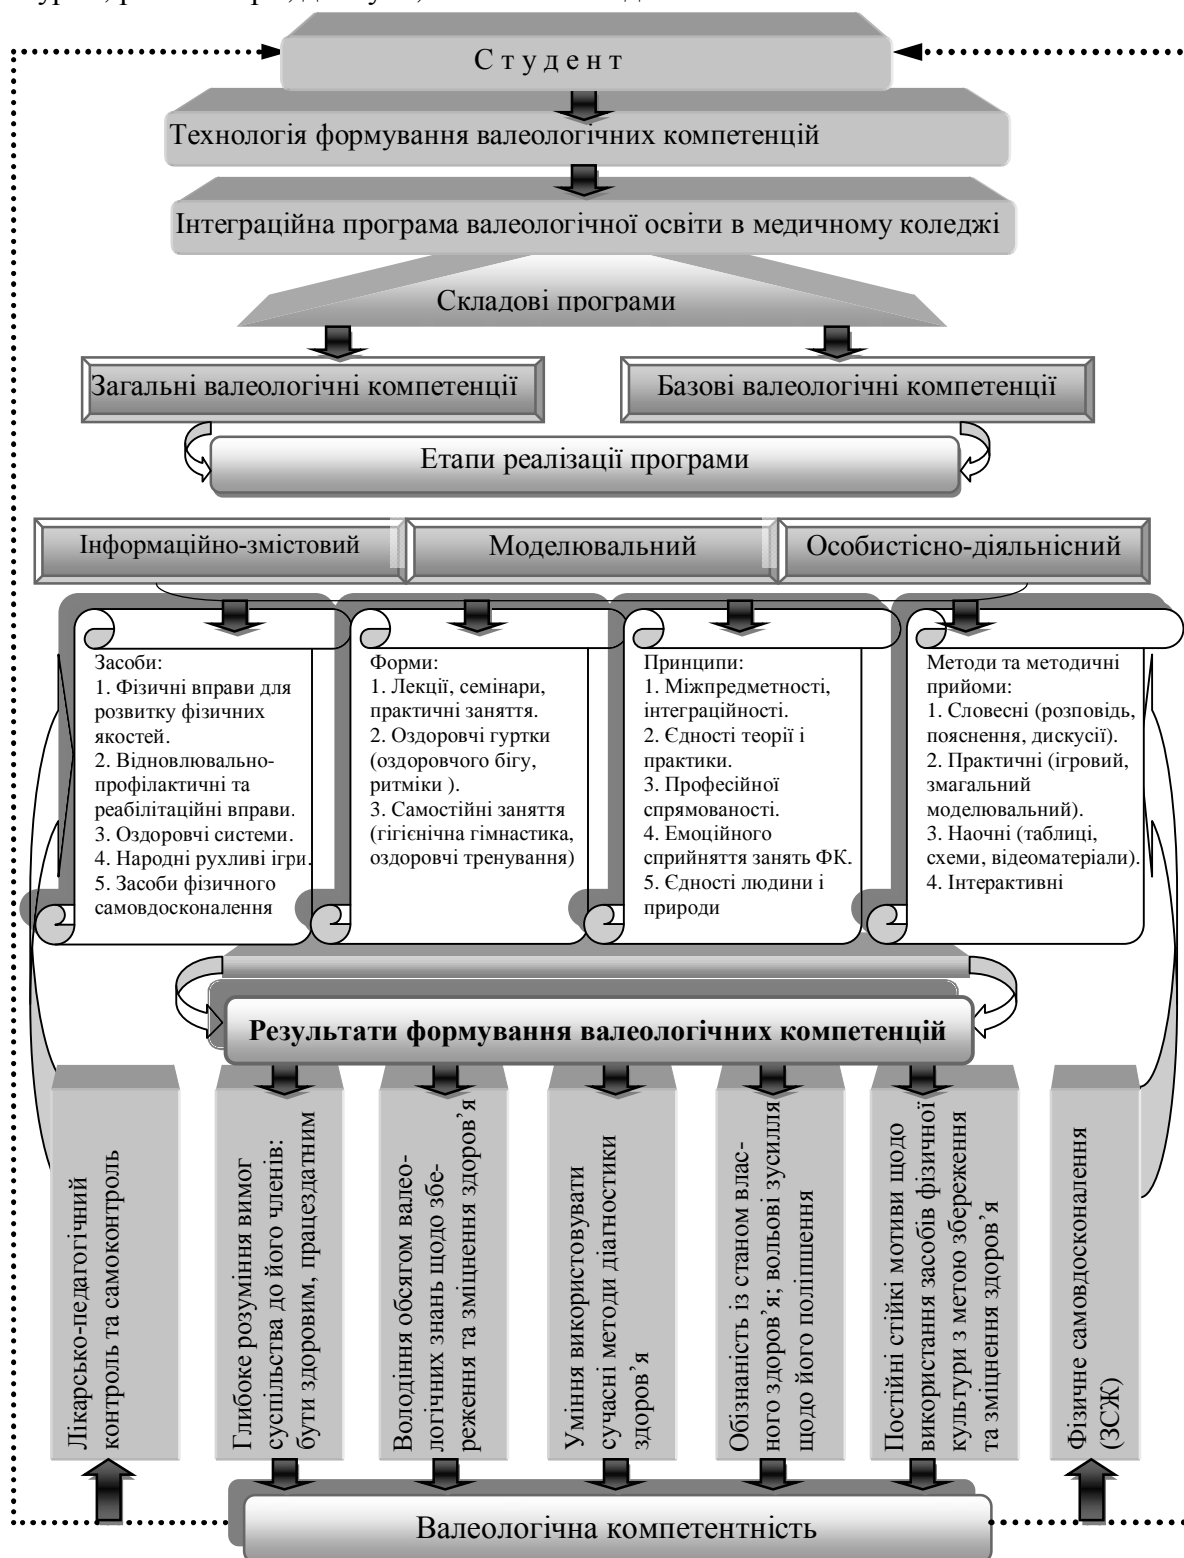 С т у д е н т
Технологія формування валеологічних компетенцій
Інтеграційна програма валеологічної освіти в медичному коледжі
Складові програми
Загальні валеологічні компетенції
Базові валеологічні компетенції
Етапи реалізації програми
Інформаційно-змістовий
Моделювальний
Особистісно-діяльнісний
Засоби:
1. Фізичні вправи для
розвитку фізичних
якостей.
2. Відновлювально-
профілактичні та
реабілітаційні вправи.
3. Оздоровчі системи.
4. Народні рухливі ігри.
5. Засоби фізичного
самовдосконалення
Форми:
1. Лекції, семінари,
практичні заняття.
2. Оздоровчі гуртки
(оздоровчого бігу,
ритміки ).
3. Самостійні заняття
(гігієнічна гімнастика,
оздоровчі тренування)
Принципи:
1. Міжпредметності,
інтеграційності.
2. Єдності теорії і
практики.
3. Професійної
спрямованості.
4. Емоційного
сприйняття занять ФК.
5. Єдності людини і
природи
Методи та методичні
прийоми:
1. Словесні (розповідь,
пояснення, дискусії).
2. Практичні (ігровий,
змагальний
моделювальний).
3. Наочні (таблиці,
схеми, відеоматеріали).
4. Інтерактивні
Результати формування валеологічних компетенцій
Лікарсько-педагогічний
контроль та самоконтроль
Глибоке розуміння вимог
суспільства до його членів:
бути здоровим, працездатним
Володіння обсягом валео-
логічних знань щодо збе-
реження та зміцнення здоров’я
Уміння використовувати
сучасні методи діагностики
здоров’я
Обізнаність із станом влас-
ного здоров’я; вольові зусилля
щодо його поліпшення
Постійні стійкі мотиви щодо
використання засобів фізичної
культури з метою збереження
та зміцнення здоров’я
Фізичне самовдосконалення
(ЗСЖ)
Валеологічна компетентність